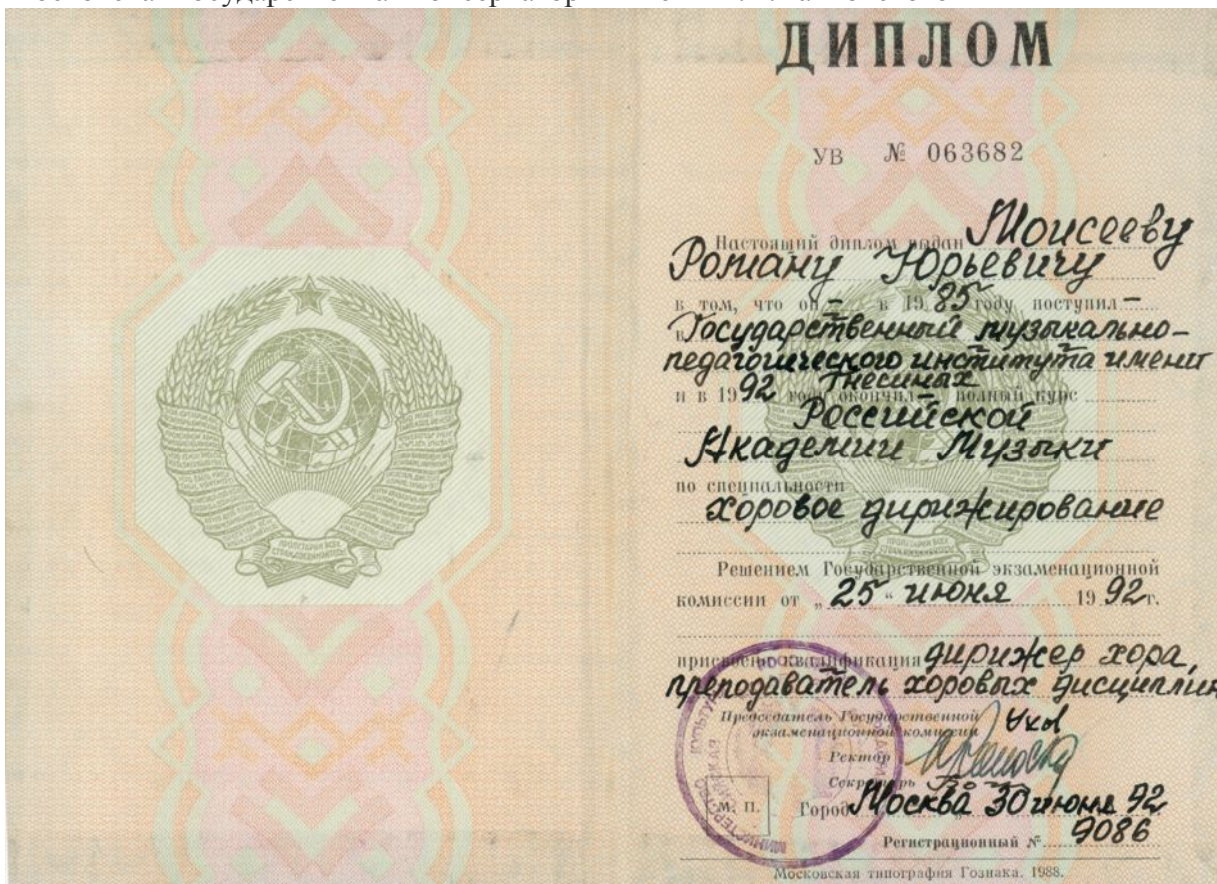 ДИПЛОМ
УВ № 063682
Настоящий диплом выдан Моисееву
Роману Юрьевичу
в том, что он – в 1985 году поступил –
в Государственный музыкально-
педагогического института имени
Гнесиных
и в 1992 году окончил полный курс
Российской
Академии Музыки
по специальности
хоровое дирижирование
Решением Государственной экзаменационной
комиссии от „25“ июня 1992г.
присвоена квалификация дирижер хора,
преподаватель хоровых дисциплин
Председатель Государственной
экзаменационной комиссии
Ректор
Секретарь
М. П. Город Москва 30 июня 92
Регистрационный № 9086
Московская типография Гознака. 1988.